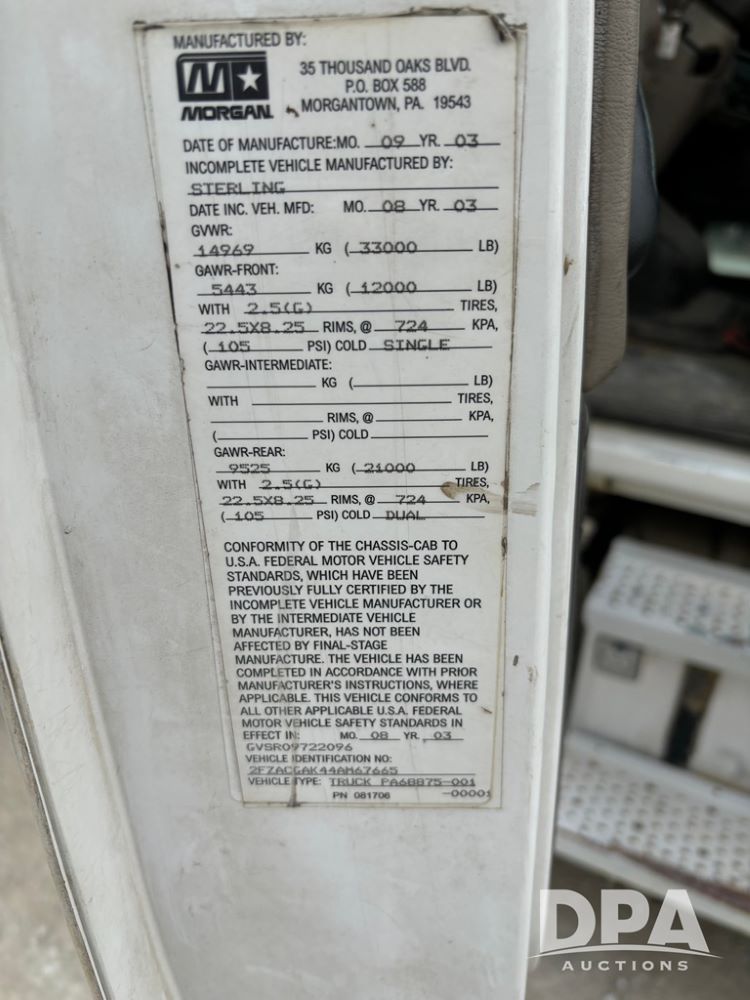 MANUFACTURED BY:
MORGAN
35 THOUSAND OAKS BLVD.
P.O. BOX 588
MORGANTOWN, PA. 19543
DATE OF MANUFACTURE: MO. 09 YR. 03
INCOMPLETE VEHICLE MANUFACTURED BY:
STERLING
DATE INC. VEH. MFD: MO. 08 YR. 03
GVWR:
14969 KG (33000 LB)
GAWR-FRONT:
5443 KG (12000 LB)
WITH 2.5(G) TIRES,
22.5X8.25 RIMS, @ 724 KPA,
(105 PSI) COLD SINGLE
GAWR-INTERMEDIATE:
KG ( LB)
WITH TIRES,
RIMS, @ KPA,
( PSI) COLD
GAWR-REAR:
9525 KG (21000 LB)
WITH 2.5(G) TIRES,
22.5X8.25 RIMS, @ 724 KPA,
(105 PSI) COLD DUAL
CONFORMITY OF THE CHASSIS-CAB TO
U.S.A. FEDERAL MOTOR VEHICLE SAFETY
STANDARDS, WHICH HAVE BEEN
PREVIOUSLY FULLY CERTIFIED BY THE
INCOMPLETE VEHICLE MANUFACTURER OR
BY THE INTERMEDIATE VEHICLE
MANUFACTURER, HAS NOT BEEN
AFFECTED BY FINAL-STAGE
MANUFACTURE. THE VEHICLE HAS BEEN
COMPLETED IN ACCORDANCE WITH PRIOR
MANUFACTURER'S INSTRUCTIONS, WHERE
APPLICABLE. THIS VEHICLE CONFORMS TO
ALL OTHER APPLICABLE U.S.A. FEDERAL
MOTOR VEHICLE SAFETY STANDARDS IN
EFFECT IN: MO. 08 YR. 03
GVSR09722096
VEHICLE IDENTIFICATION NO:
2FZACGAK44AM67665
VEHICLE TYPE: TRUCK PA68875-001
PN 081706 -00001
DPA
AUCTIONS